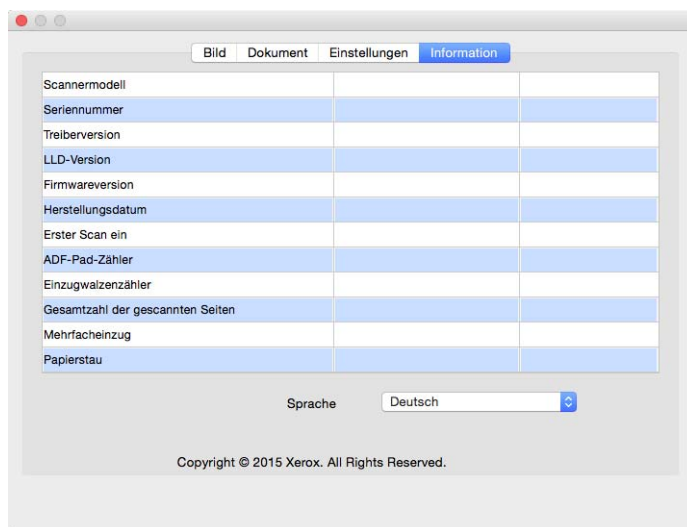 Bild Dokument Einstellungen Information
Scannermodell
Seriennummer
Treiberversion
LLD-Version
Firmwareversion
Herstellungsdatum
Erster Scan ein
ADF-Pad-Zähler
Einzugwalzenzähler
Gesamtzahl der gescannten Seiten
Mehrfacheinzug
Papierstau
Sprache Deutsch
Copyright © 2015 Xerox. All Rights Reserved.